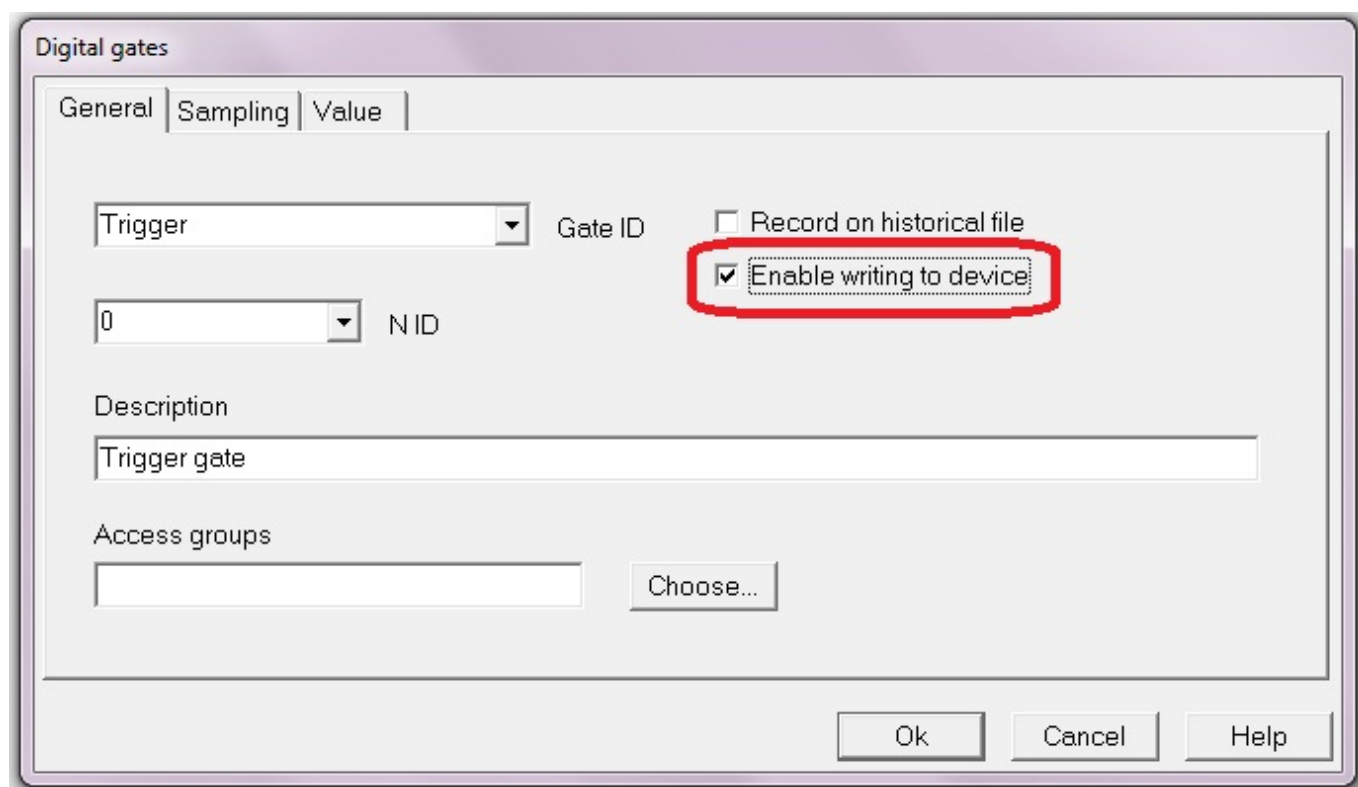 Digital gates
General Sampling Value
Trigger Gate ID Record on historical file
Enable writing to device
0 N ID
Description
Trigger gate
Access groups
Choose...
Ok Cancel Help